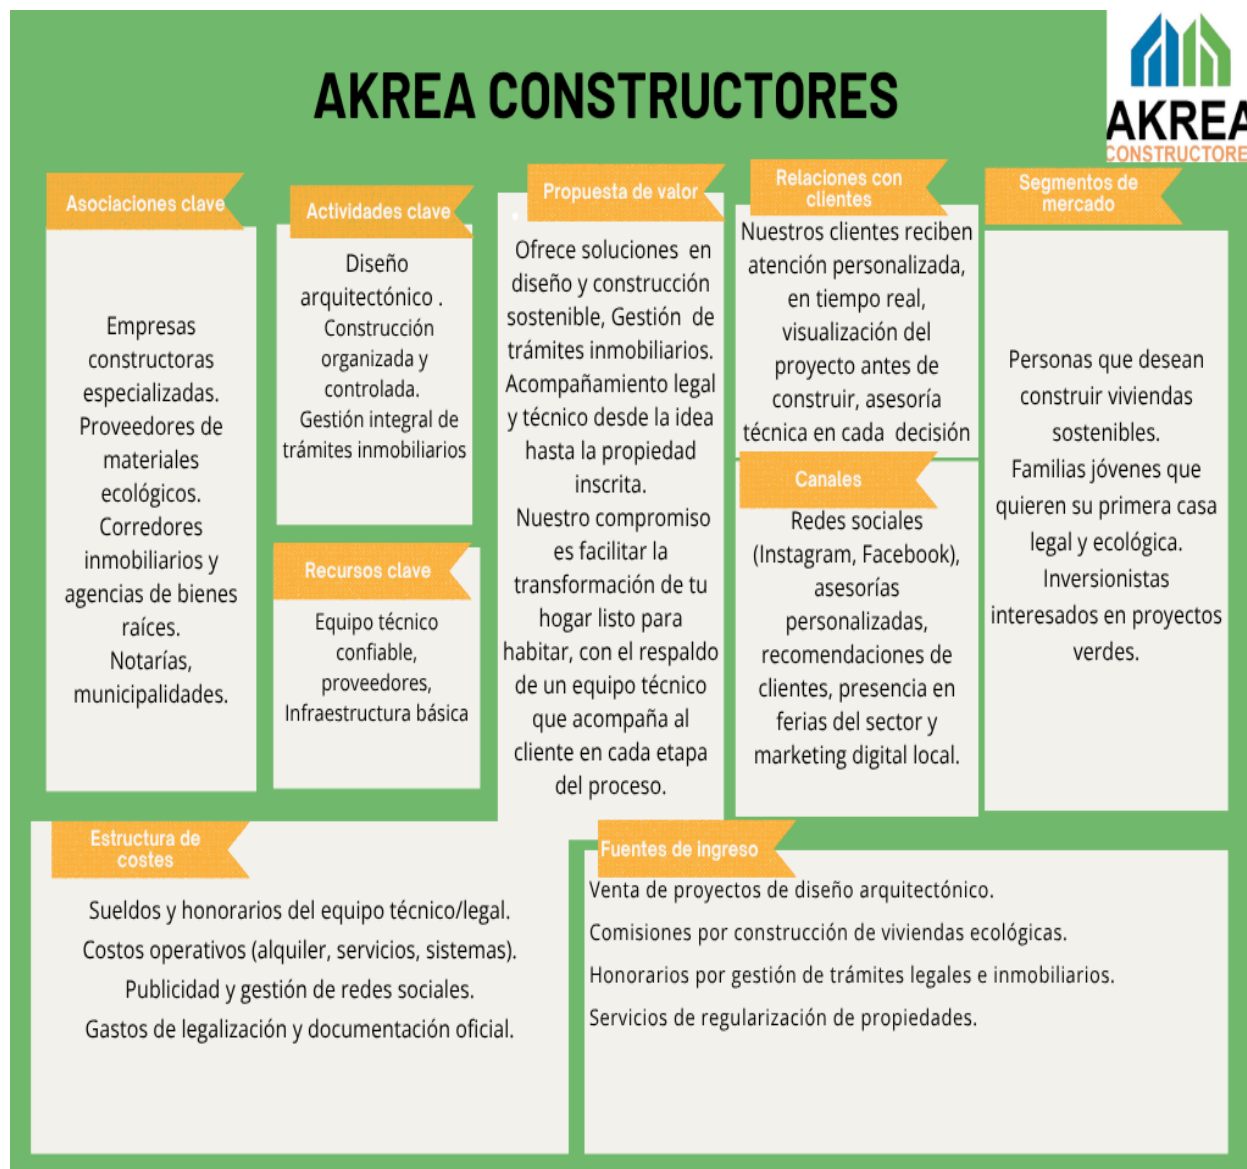 AKREA CONSTRUCTORES
AKREA
CONSTRUCTORE
Asociaciones clave
Empresas
constructoras
especializadas.
Proveedores de
materiales
ecológicos.
Corredores
inmobiliarios y
agencias de bienes
raíces.
Notarías,
municipalidades.
Actividades clave
Diseño
arquitectónico .
Construcción
organizada y
controlada.
Gestión integral de
trámites inmobiliarios
Recursos clave
Equipo técnico
confiable,
proveedores,
Infraestructura básica
Propuesta de valor
Ofrece soluciones en
diseño y construcción
sostenible, Gestión de
trámites inmobiliarios.
Acompañamiento legal
y técnico desde la idea
hasta la propiedad
inscrita.
Nuestro compromiso
es facilitar la
transformación de tu
hogar listo para
habitar, con el respaldo
de un equipo técnico
que acompaña al
cliente en cada etapa
del proceso.
Relaciones con
clientes
Nuestros clientes reciben
atención personalizada,
en tiempo real,
visualización del
proyecto antes de
construir, asesoría
técnica en cada decisión
Canales
Redes sociales
(Instagram, Facebook),
asesorías
personalizadas,
recomendaciones de
clientes, presencia en
ferias del sector y
marketing digital local.
Segmentos de
mercado
Personas que desean
construir viviendas
sostenibles.
Familias jóvenes que
quieren su primera casa
legal y ecológica.
Inversionistas
interesados en proyectos
verdes.
Estructura de
costes
Sueldos y honorarios del equipo técnico/legal.
Costos operativos (alquiler, servicios, sistemas).
Publicidad y gestión de redes sociales.
Gastos de legalización y documentación oficial.
Fuentes de ingreso
Venta de proyectos de diseño arquitectónico.
Comisiones por construcción de viviendas ecológicas.
Honorarios por gestión de trámites legales e inmobiliarios.
Servicios de regularización de propiedades.